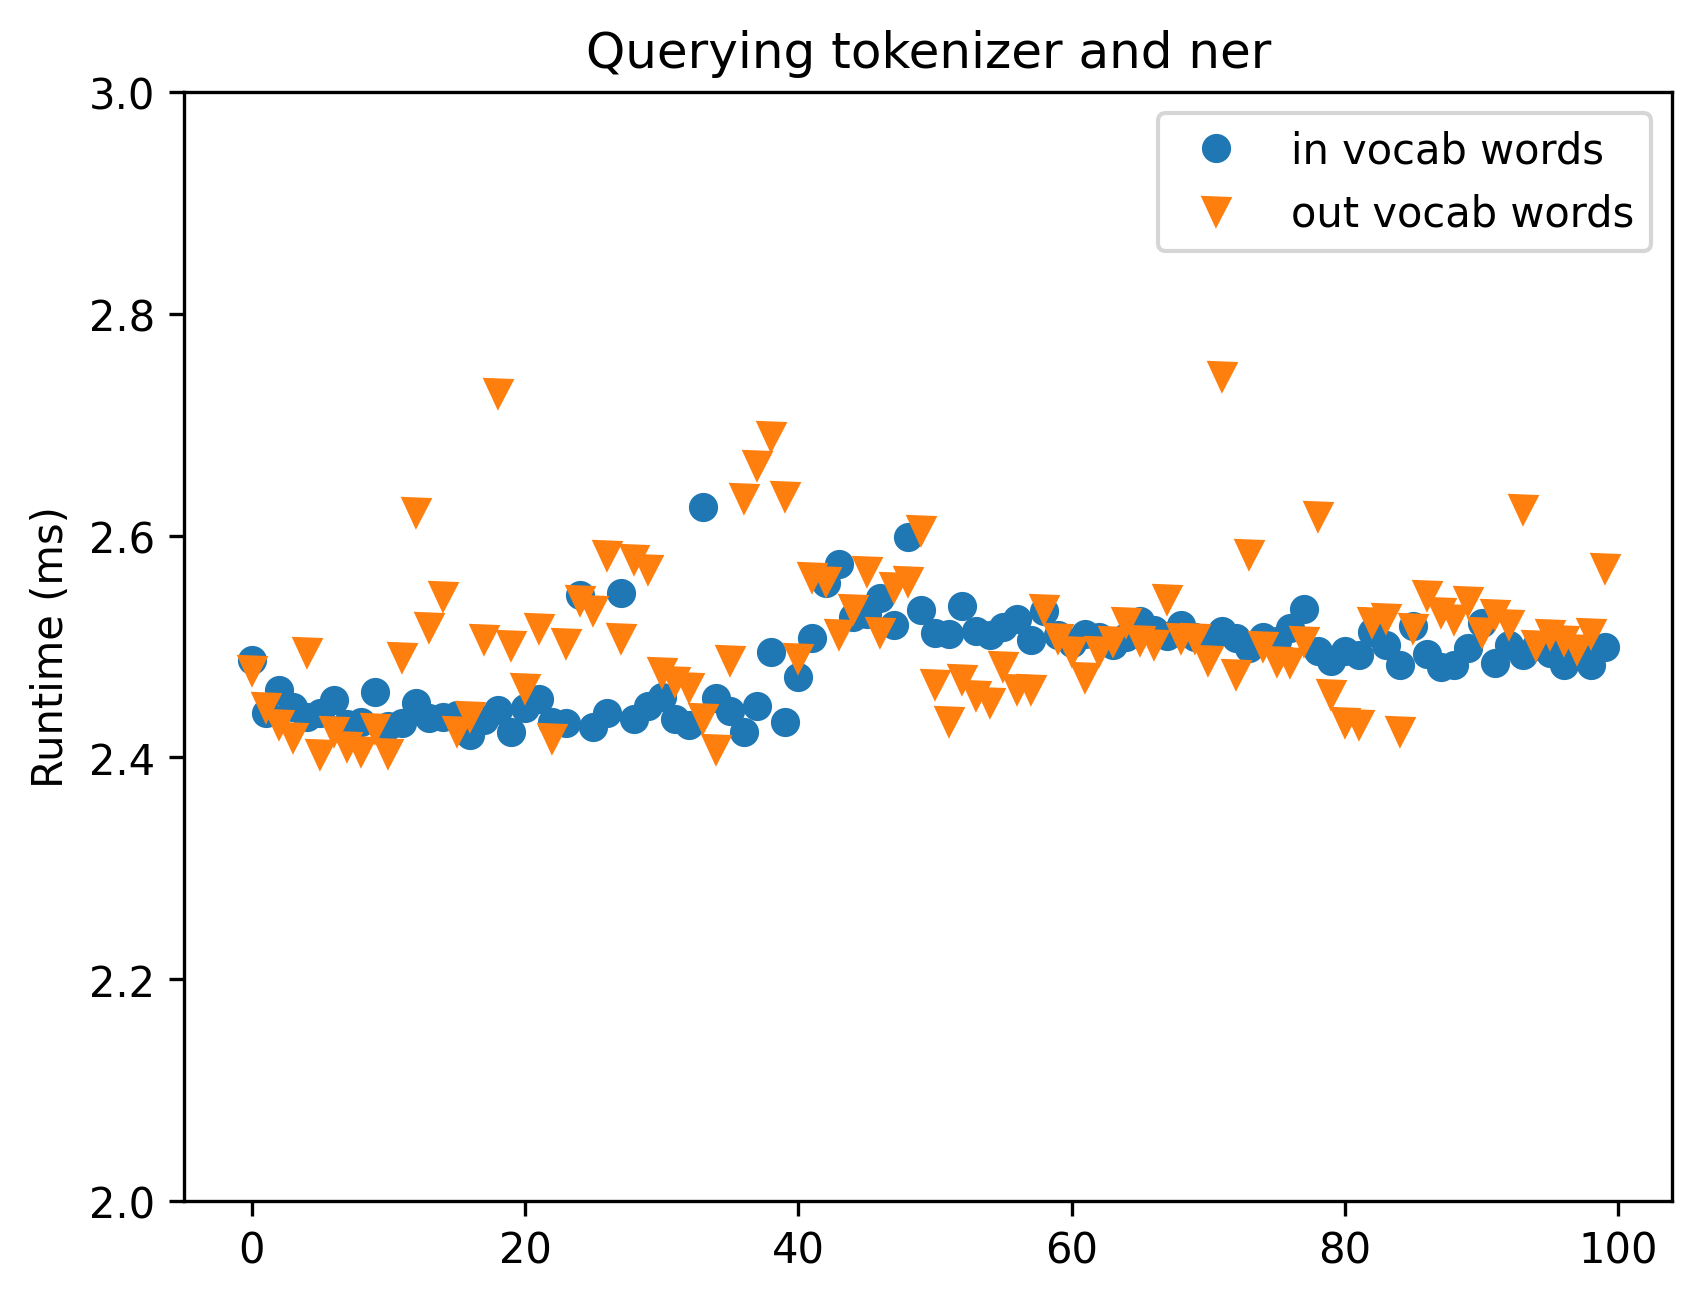 Querying tokenizer and ner
3.0
in vocab words
out vocab words
2.8
2.6
Runtime (ms)
2.4
2.2
2.0
0 20 40 60 80 100